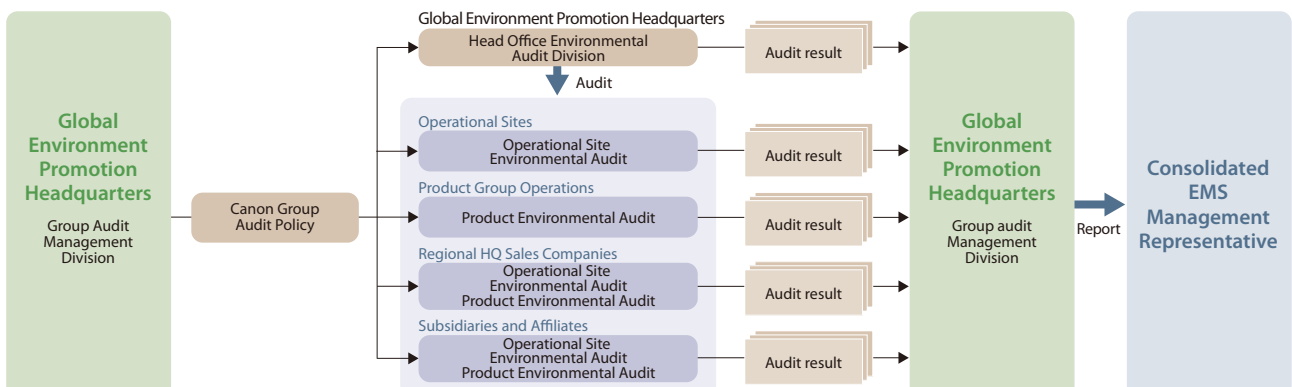 Global
Environment
Promotion
Headquarters
Group Audit
Management
Division
Canon Group
Audit Policy
Global Environment Promotion Headquarters
Head Office Environmental
Audit Division
Audit
Operational Sites
Operational Site
Environmental Audit
Product Group Operations
Product Environmental Audit
Regional HQ Sales Companies
Operational Site
Environmental Audit
Product Environmental Audit
Subsidiaries and Affiliates
Operational Site
Environmental Audit
Product Environmental Audit
Audit result
Audit result
Audit result
Audit result
Audit result
Global
Environment
Promotion
Headquarters
Group audit
Management
Division
Report
Consolidated
EMS
Management
Representative